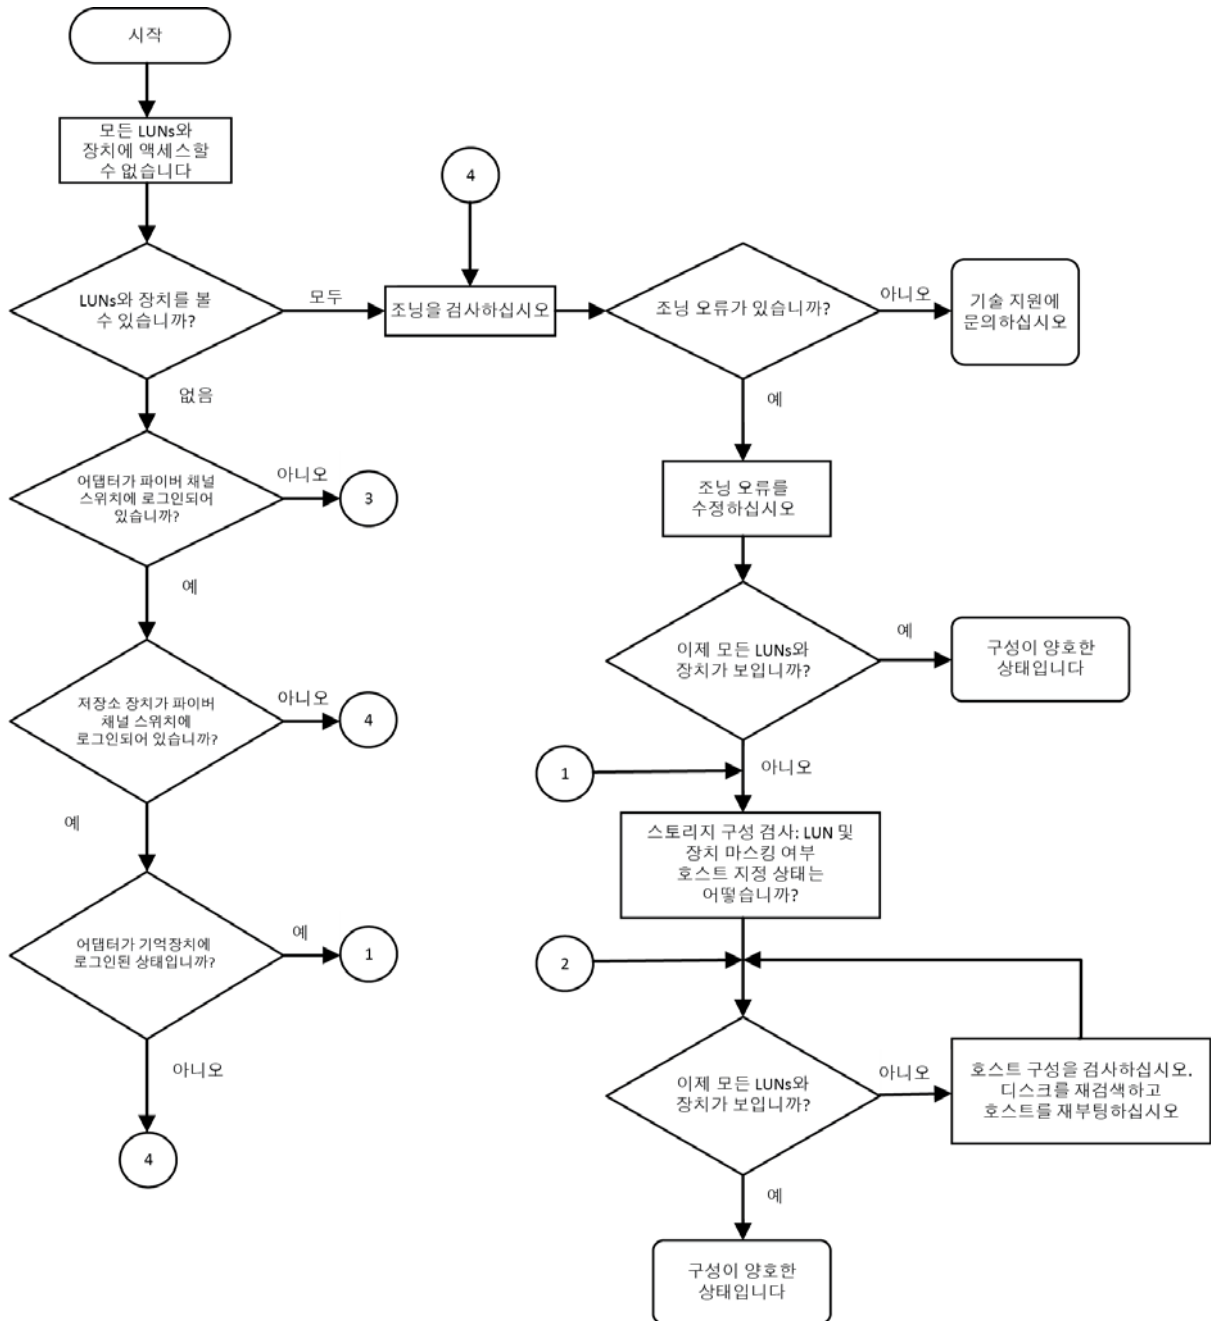 시작
모든 LUNs와
장치에 액세스할
수 없습니다
4
LUNs와 장치를 볼
수 있습니까?
모두
조닝을 검사하십시오
조닝 오류가 있습니까?
아니오
기술 지원에
문의하십시오
없음
예
어댑터가 파이버 채널
스위치에 로그인되어
있습니까?
아니오
3
조닝 오류를
수정하십시오
예
이제 모든 LUNs와
장치가 보입니까?
예
구성이 양호한
상태입니다
저장소 장치가 파이버
채널 스위치에
로그인되어 있습니까?
아니오
4
아니오
1
예
스토리지 구성 검사: LUN 및
장치 마스킹 여부
호스트 지정 상태는
어떻습니까?
어댑터가 기억장치에
로그인된 상태입니까?
예
1
2
아니오
4
이제 모든 LUNs와
장치가 보입니까?
아니오
호스트 구성을 검사하십시오.
디스크를 재검색하고
호스트를 재부팅하십시오
예
구성이 양호한
상태입니다